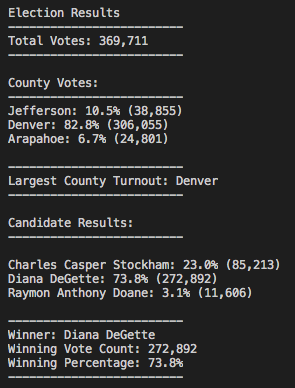 Election Results
-------------------------
Total Votes: 369,711
-------------------------
County Votes:
-------------------------
Jefferson: 10.5% (38,855)
Denver: 82.8% (306,055)
Arapahoe: 6.7% (24,801)
-------------------------
Largest County Turnout: Denver
-------------------------
Candidate Results:
-------------------------
Charles Casper Stockham: 23.0% (85,213)
Diana DeGette: 73.8% (272,892)
Raymon Anthony Doane: 3.1% (11,606)
-------------------------
Winner: Diana DeGette
Winning Vote Count: 272,892
Winning Percentage: 73.8%
-------------------------